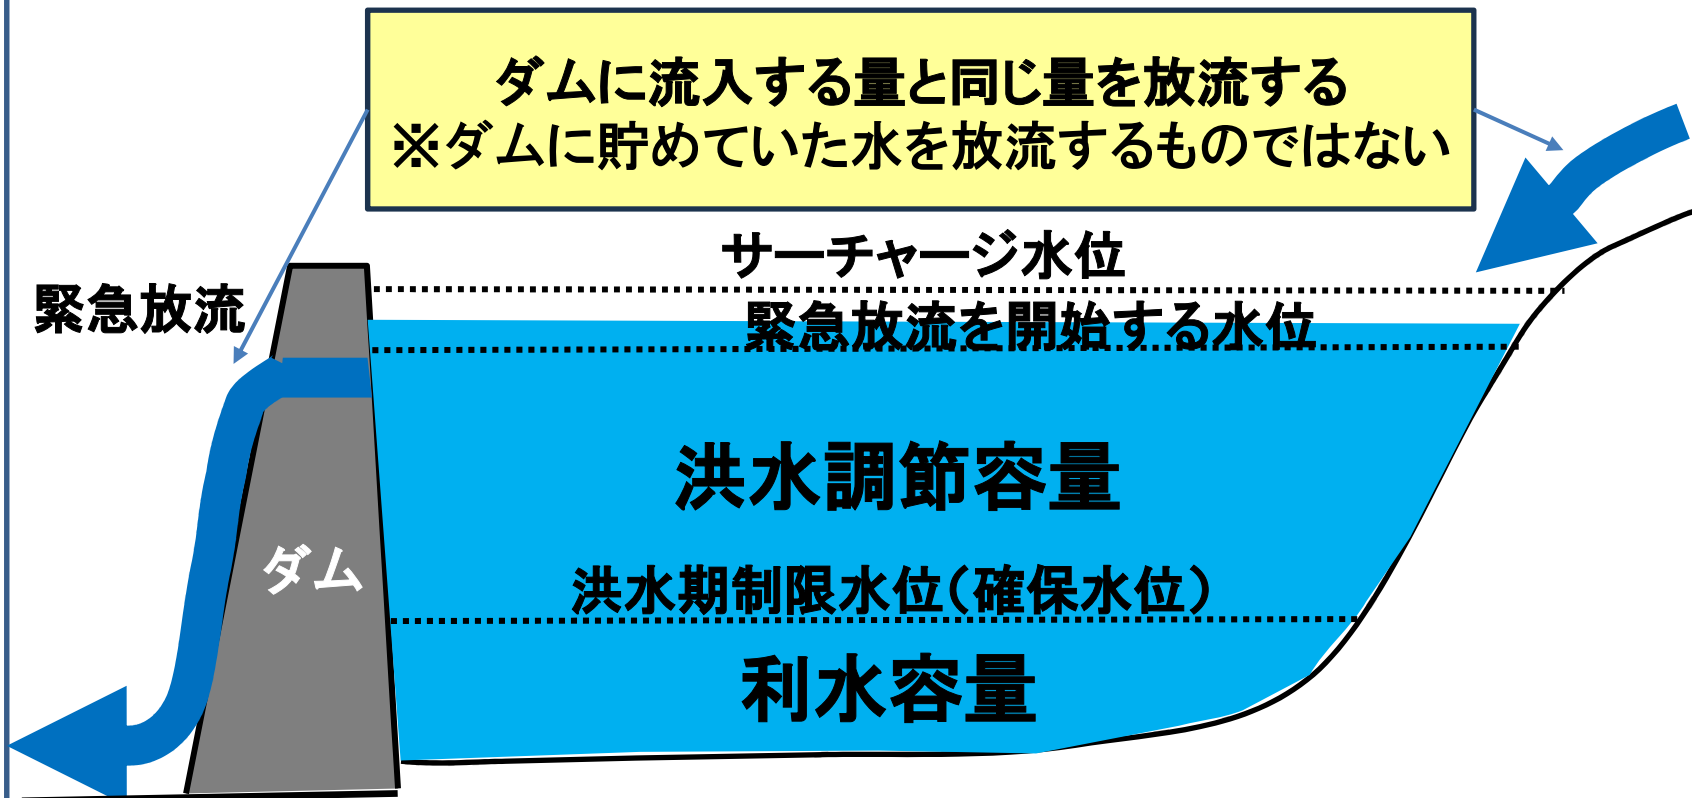 ダムに流入する量と同じ量を放流する
※ダムに貯めていた水を放流するものではない
サーチャージ水位
緊急放流
緊急放流を開始する水位
洪水調節容量
ダム
洪水期制限水位(確保水位)
利水容量